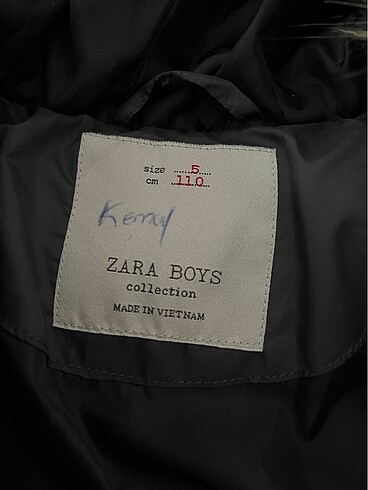 size ......5.....
cm ...110...
Kemal
ZARA BOYS
collection
MADE IN VIETNAM